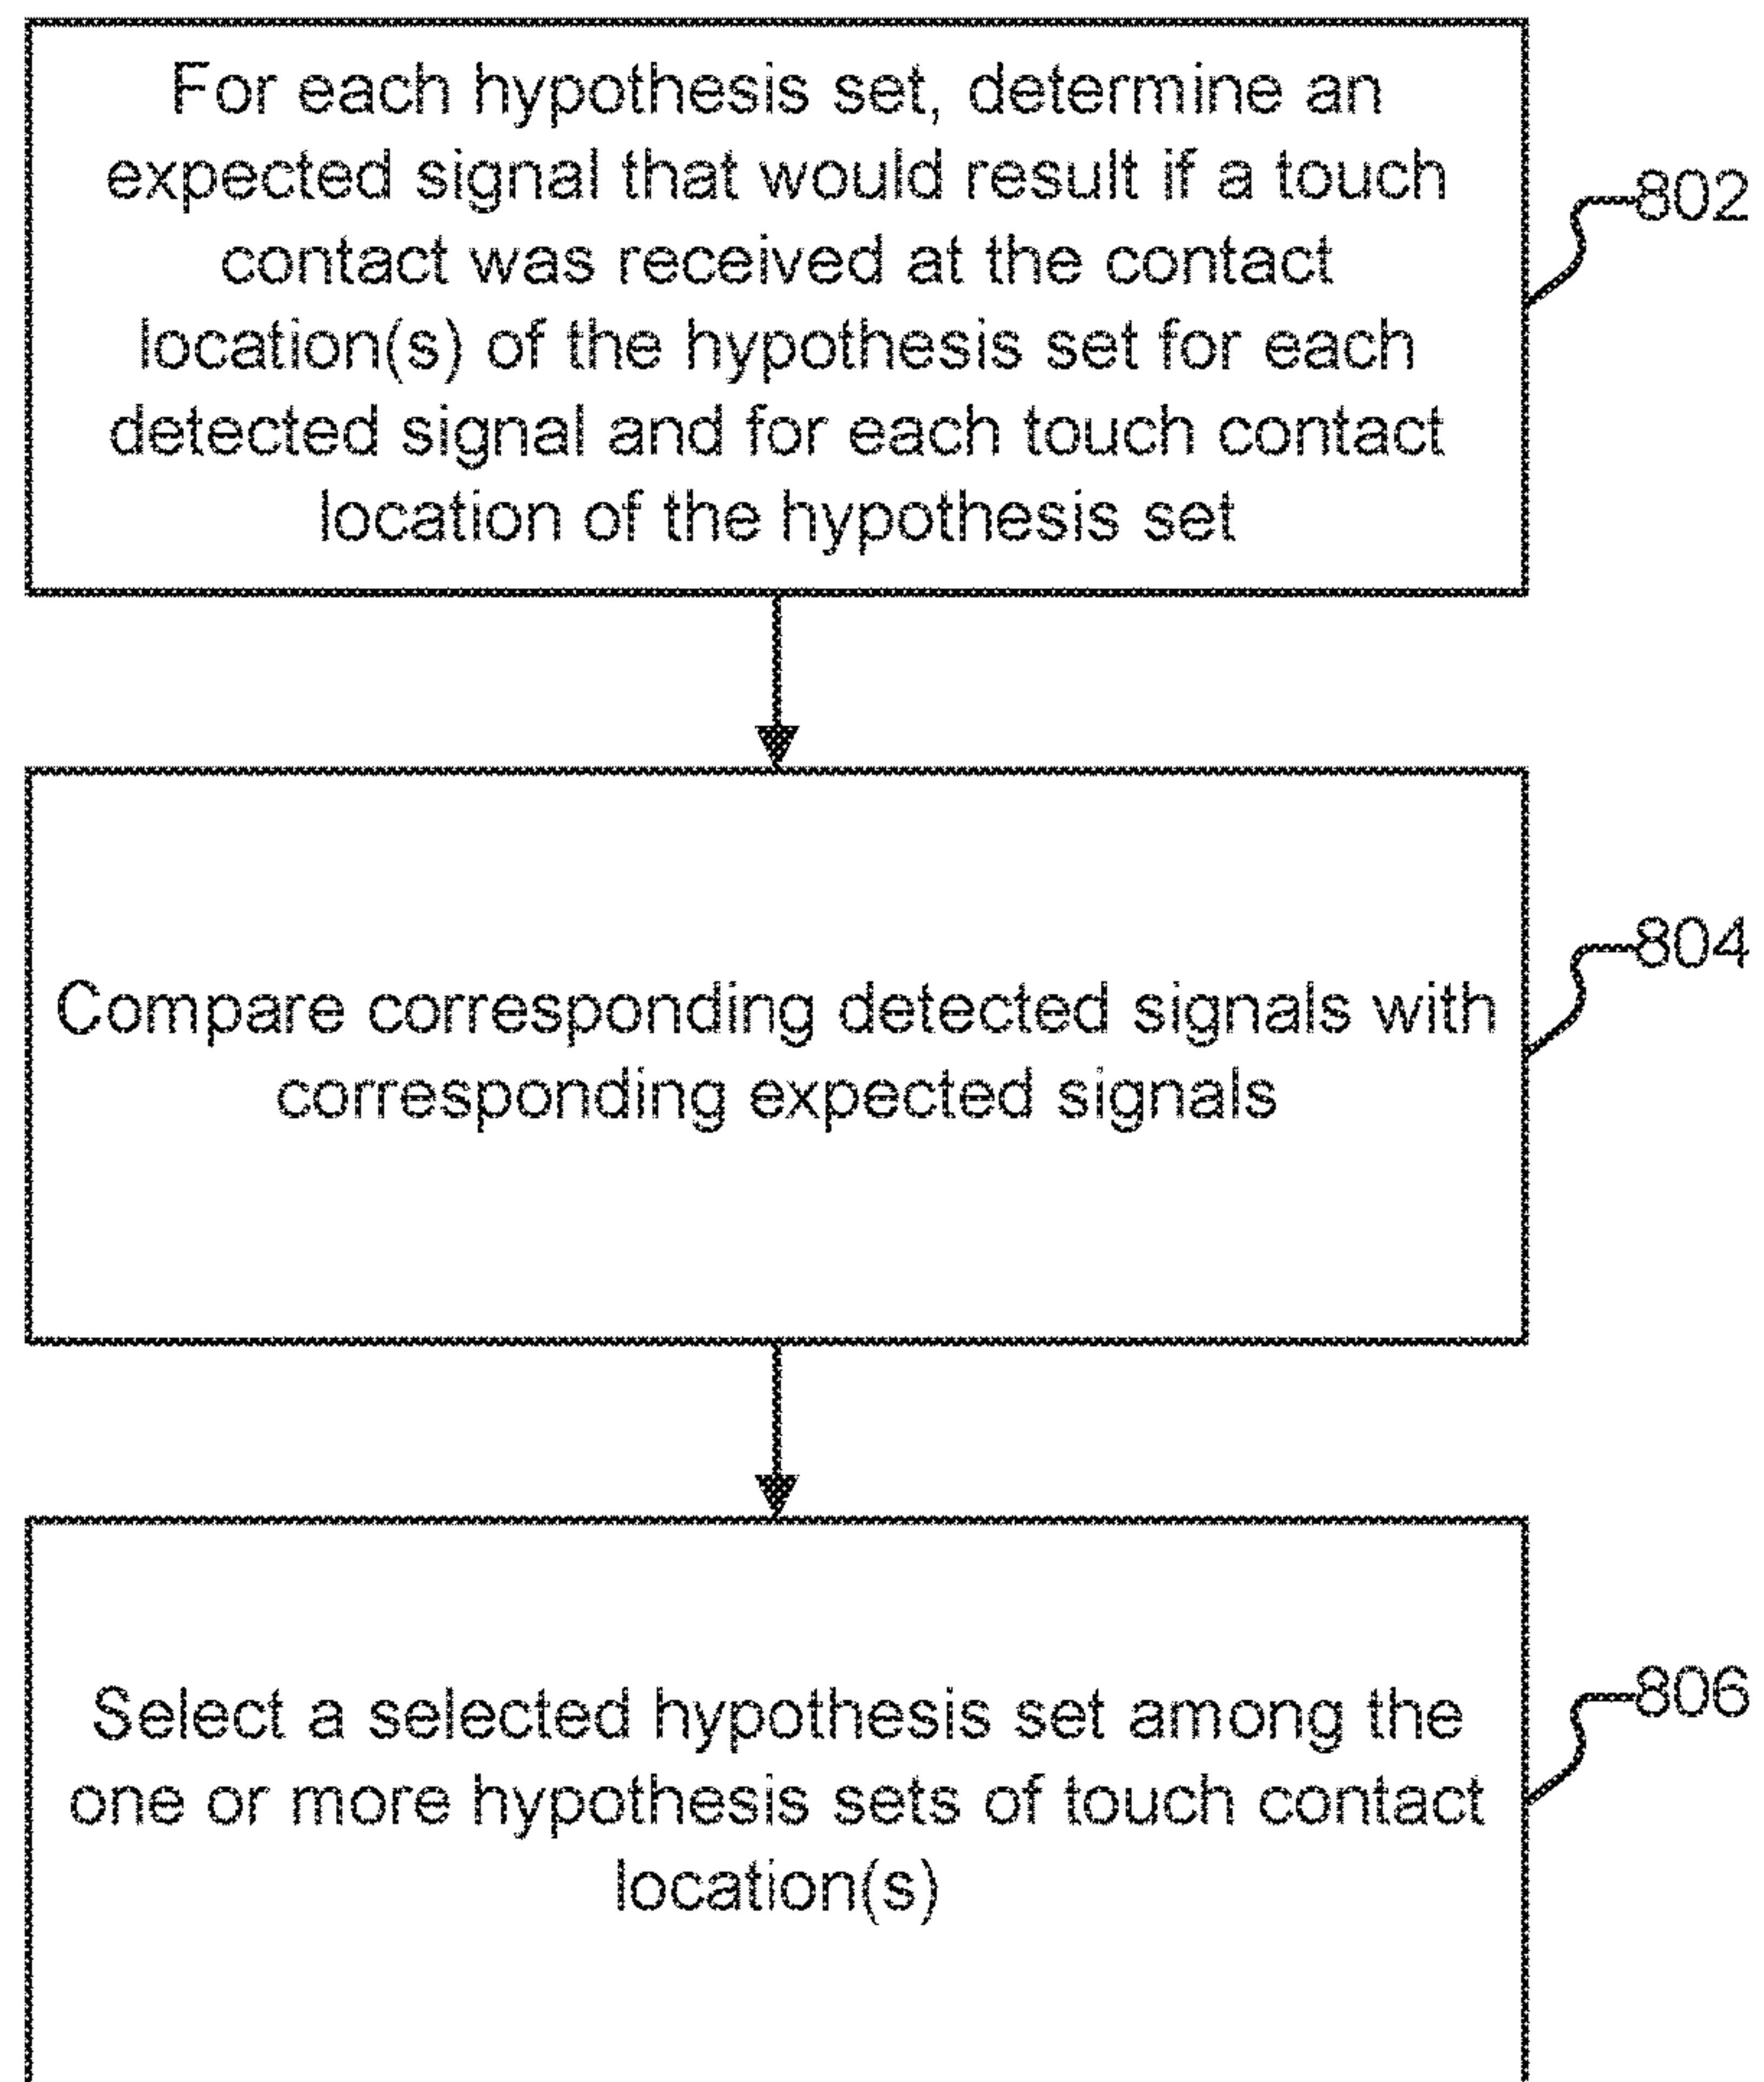 For each hypothesis set, determine an
expected signal that would result if a touch
contact was received at the contact
location(s) of the hypothesis set for each
detected signal and for each touch contact
location of the hypothesis set
802
Compare corresponding detected signals with
corresponding expected signals
804
Select a selected hypothesis set among the
one or more hypothesis sets of touch contact
location(s)
806